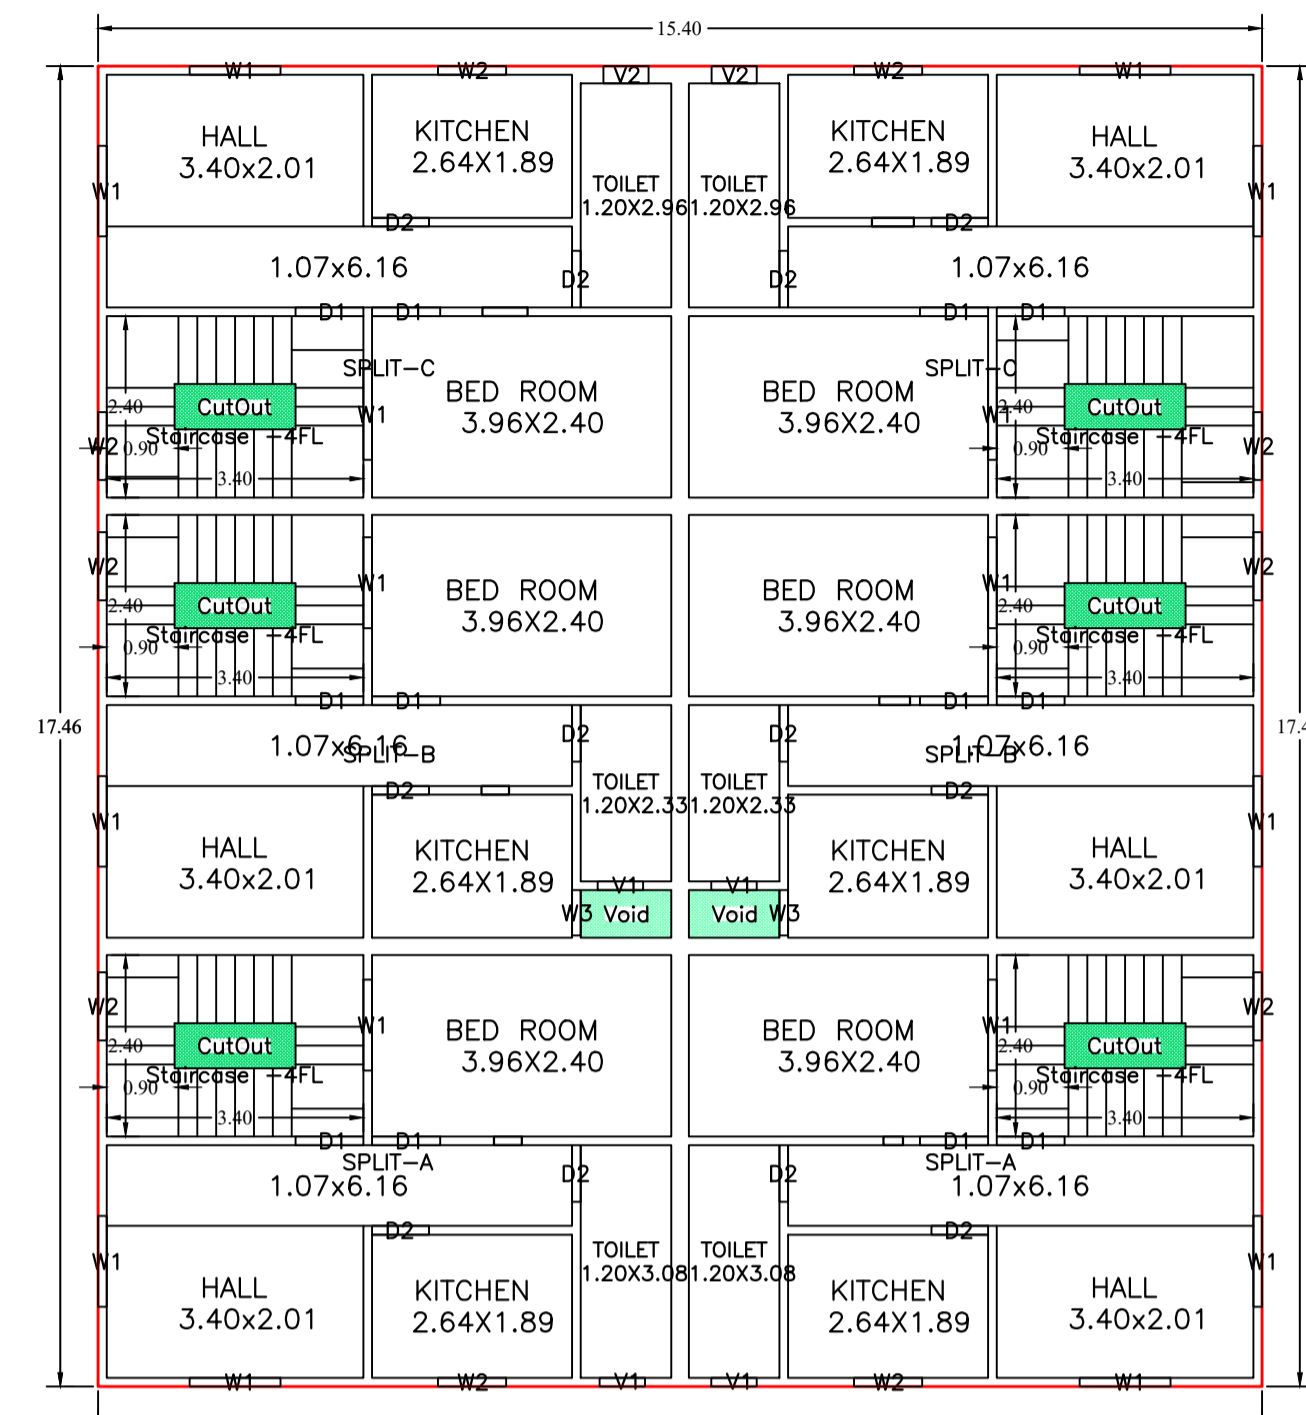 15.40
W1 W2 V2 V2 W2 W1
HALL KITCHEN KITCHEN HALL
3.40x2.01 2.64X1.89 2.64X1.89 3.40x2.01
W1 TOILET TOILET W1
1.20X2.96 1.20X2.96
D2 D2
1.07x6.16 D2 D2 1.07x6.16
D1 D1 D1 D1
SPLIT-C SPLIT-C
BED ROOM BED ROOM
3.96X2.40 3.96X2.40
2.40 CutOut W1 W1 2.40 CutOut
W2 Staircase -4FL Staircase -4FL W2
0.90 0.90
3.40 3.40
W2 W1 W1 W2
BED ROOM BED ROOM
3.96X2.40 3.96X2.40
2.40 CutOut 2.40 CutOut
Staircase -4FL Staircase -4FL
0.90 0.90
3.40 3.40
D1 D1 D1 D1
17.46 17.4
1.07x6.16 D2 D2 1.07x6.16
SPLIT-B SPLIT-B
TOILET TOILET
1.20X2.33 1.20X2.33
D2 D2
W1 W1
HALL KITCHEN KITCHEN HALL
3.40x2.01 2.64X1.89 2.64X1.89 3.40x2.01
V1 V1
W3 Void Void W3
W2 W1 W1 W2
BED ROOM BED ROOM
3.96X2.40 3.96X2.40
2.40 CutOut 2.40 CutOut
Staircase -4FL Staircase -4FL
0.90 0.90
3.40 3.40
D1 D1 D1 D1
SPLIT-A SPLIT-A
1.07x6.16 D2 D2 1.07x6.16
D2 D2
TOILET TOILET
1.20X3.08 1.20X3.08
W1 W1
HALL KITCHEN KITCHEN HALL
3.40x2.01 2.64X1.89 2.64X1.89 3.40x2.01
W1 W2 V1 V1 W2 W1